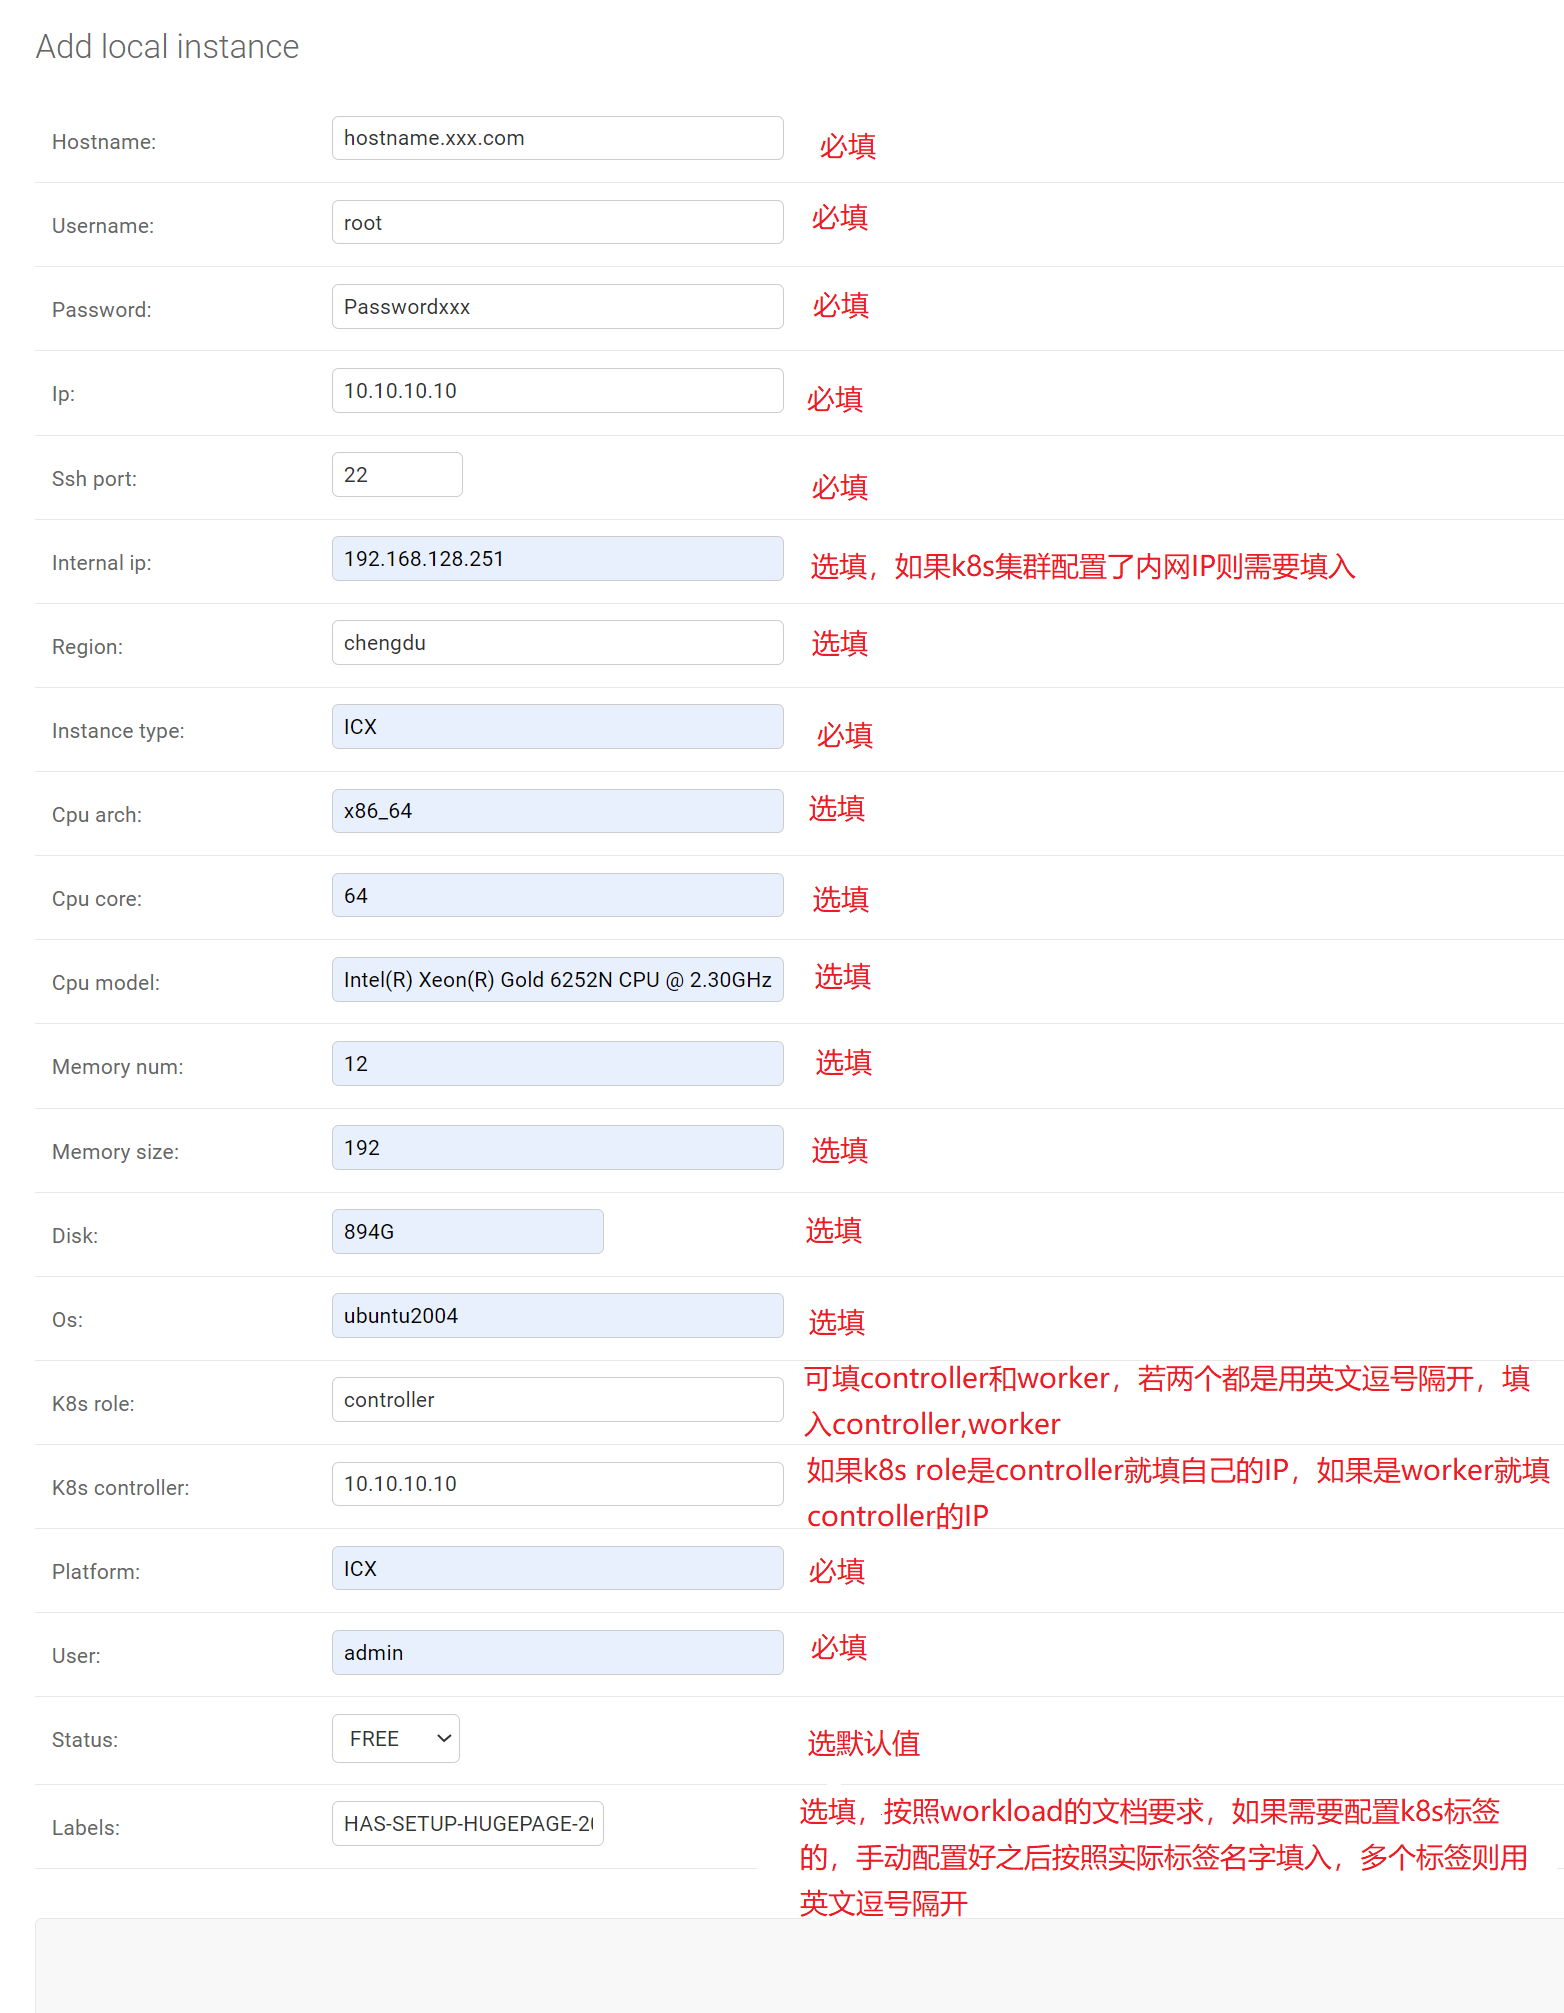 Add local instance
Hostname: hostname.xxx.com 必填
Username: root 必填
Password: Passwordxxx 必填
Ip: 10.10.10.10 必填
Ssh port: 22 必填
Internal ip: 192.168.128.251 选填，如果k8s集群配置了内网IP则需要填入
Region: chengdu 选填
Instance type: ICX 必填
Cpu arch: x86_64 选填
Cpu core: 64 选填
Cpu model: Intel(R) Xeon(R) Gold 6252N CPU @ 2.30GHz 选填
Memory num: 12 选填
Memory size: 192 选填
Disk: 894G 选填
Os: ubuntu2004 选填
K8s role: controller 可填controller和worker，若两个都是用英文逗号隔开，填
入controller,worker
K8s controller: 10.10.10.10 如果k8s role是controller就填自己的IP，如果是worker就填
controller的IP
Platform: ICX 必填
User: admin 必填
Status: FREE 选默认值
Labels: HAS-SETUP-HUGEPAGE-20 选填，按照workload的文档要求，如果需要配置k8s标签
的，手动配置好之后按照实际标签名字填入，多个标签则用
英文逗号隔开